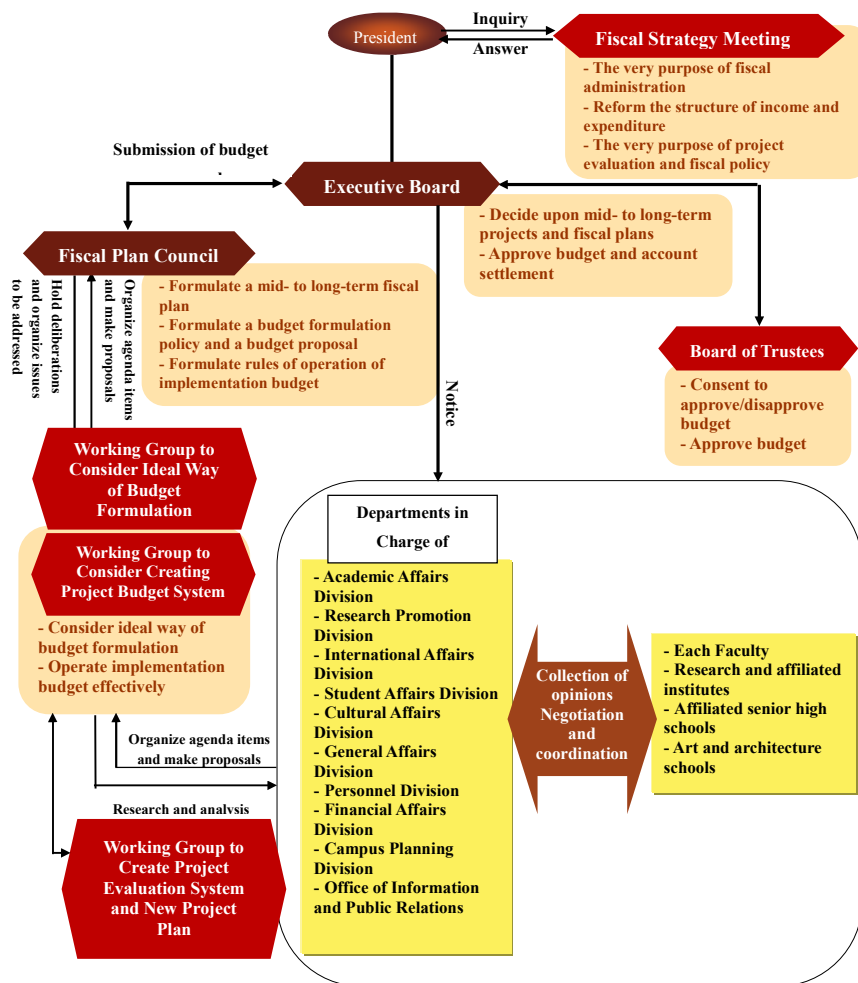 President
Inquiry
Answer
Fiscal Strategy Meeting
- The very purpose of fiscal
administration
- Reform the structure of income and
expenditure
- The very purpose of project
evaluation and fiscal policy
Submission of budget
Executive Board
- Decide upon mid- to long-term
projects and fiscal plans
- Approve budget and account
settlement
Fiscal Plan Council
- Formulate a mid- to long-term fiscal
plan
- Formulate a budget formulation
policy and a budget proposal
- Formulate rules of operation of
implementation budget
Organize agenda items
and make proposals
Hold deliberations
and organize issues
to be addressed
Notice
Board of Trustees
- Consent to
approve/disapprove
budget
- Approve budget
Working Group to
Consider Ideal Way
of Budget
Formulation
Working Group to
Consider Creating
Project Budget System
- Consider ideal way of
budget formulation
- Operate implementation
budget effectively
Organize agenda items
and make proposals
Research and analysis
Working Group to
Create Project
Evaluation System
and New Project
Plan
Departments in
Charge of
- Academic Affairs
Division
- Research Promotion
Division
- International Affairs
Division
- Student Affairs Division
- Cultural Affairs
Division
- General Affairs
Division
- Personnel Division
- Financial Affairs
Division
- Campus Planning
Division
- Office of Information
and Public Relations
Collection of
opinions
Negotiation
and
coordination
- Each Faculty
- Research and affiliated
institutes
- Affiliated senior high
schools
- Art and architecture
schools